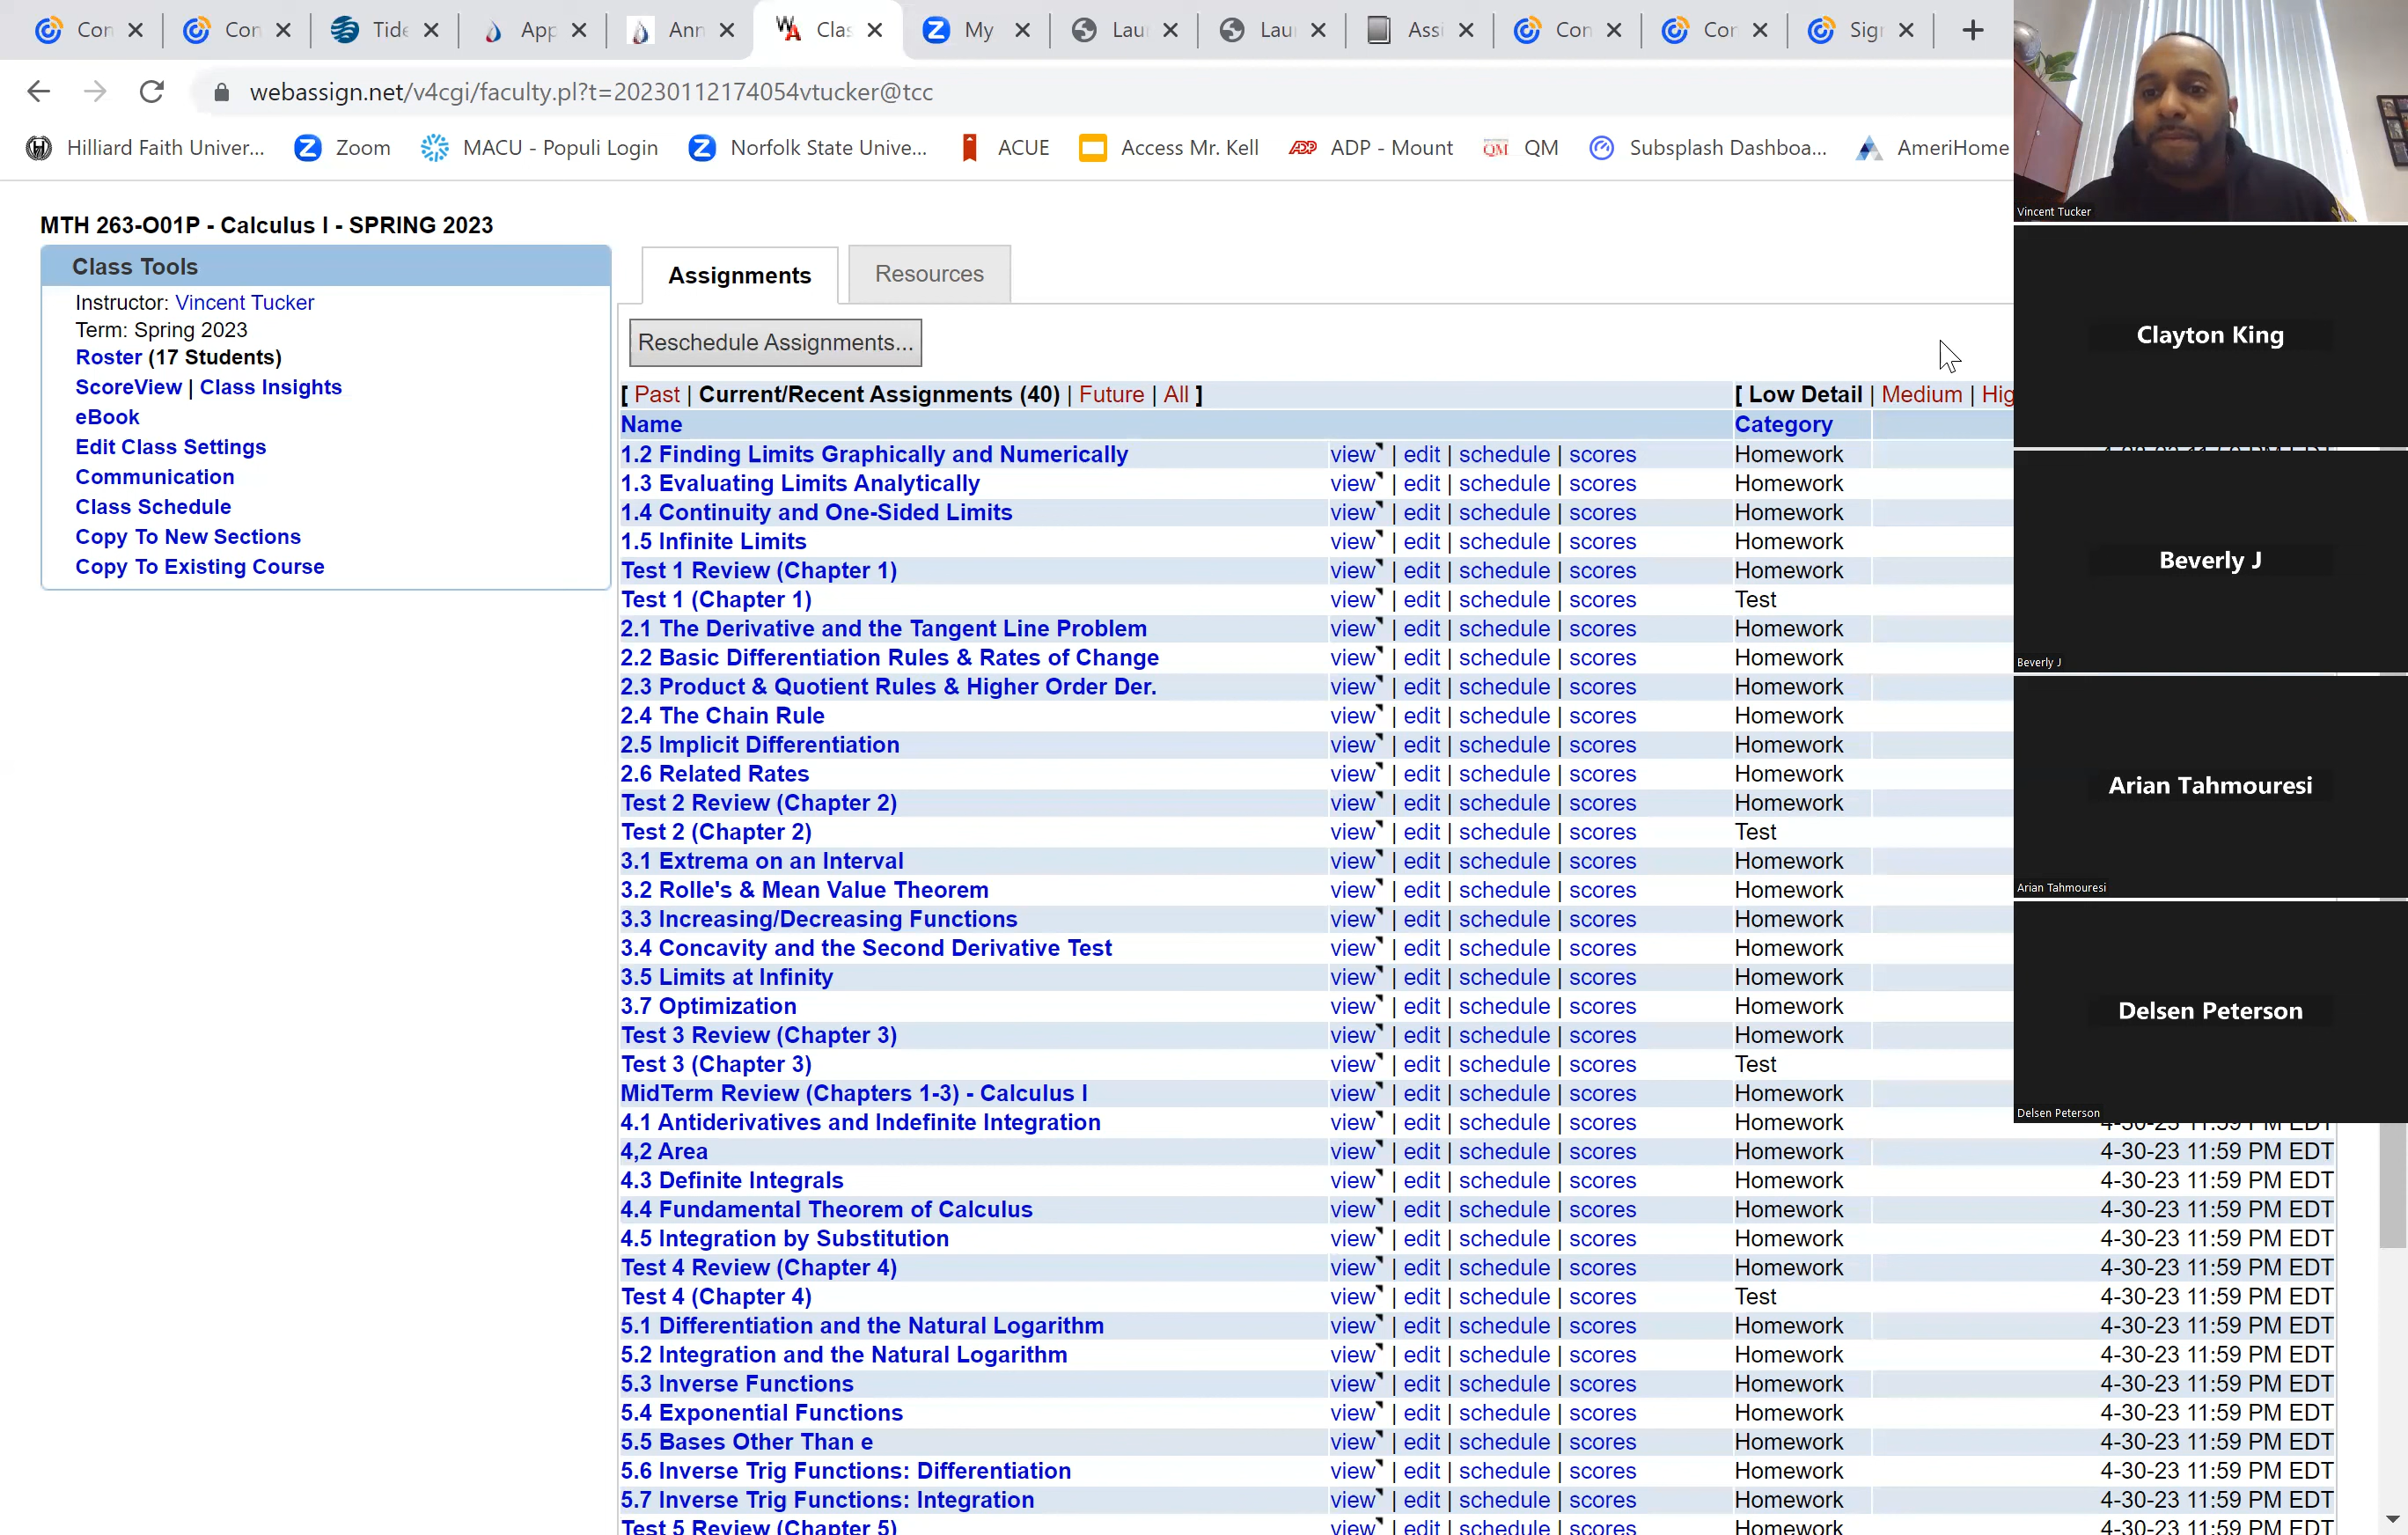 Con
Con
Tide
App
Ann
Clas
My
Lau
Lau
Assi
Con
Con
Sign
webassign.net/v4cgi/faculty.pl?t=20230112174054vtucker@tcc
Hilliard Faith Univer...
Zoom
MACU - Populi Login
Norfolk State Unive...
ACUE
Access Mr. Kell
ADP - Mount
QM
Subsplash Dashboa...
AmeriHome
MTH 263-O01P - Calculus I - SPRING 2023
Class Tools
Instructor: Vincent Tucker
Term: Spring 2023
Roster (17 Students)
ScoreView | Class Insights
eBook
Edit Class Settings
Communication
Class Schedule
Copy To New Sections
Copy To Existing Course
Assignments
Resources
Reschedule Assignments...
[ Past | Current/Recent Assignments (40) | Future | All ] [ Low Detail | Medium | Hig
Name Category
1.2 Finding Limits Graphically and Numerically view | edit | schedule | scores Homework
1.3 Evaluating Limits Analytically view | edit | schedule | scores Homework
1.4 Continuity and One-Sided Limits view | edit | schedule | scores Homework
1.5 Infinite Limits view | edit | schedule | scores Homework
Test 1 Review (Chapter 1) view | edit | schedule | scores Homework
Test 1 (Chapter 1) view | edit | schedule | scores Test
2.1 The Derivative and the Tangent Line Problem view | edit | schedule | scores Homework
2.2 Basic Differentiation Rules & Rates of Change view | edit | schedule | scores Homework
2.3 Product & Quotient Rules & Higher Order Der. view | edit | schedule | scores Homework
2.4 The Chain Rule view | edit | schedule | scores Homework
2.5 Implicit Differentiation view | edit | schedule | scores Homework
2.6 Related Rates view | edit | schedule | scores Homework
Test 2 Review (Chapter 2) view | edit | schedule | scores Homework
Test 2 (Chapter 2) view | edit | schedule | scores Test
3.1 Extrema on an Interval view | edit | schedule | scores Homework
3.2 Rolle's & Mean Value Theorem view | edit | schedule | scores Homework
3.3 Increasing/Decreasing Functions view | edit | schedule | scores Homework
3.4 Concavity and the Second Derivative Test view | edit | schedule | scores Homework
3.5 Limits at Infinity view | edit | schedule | scores Homework
3.7 Optimization view | edit | schedule | scores Homework
Test 3 Review (Chapter 3) view | edit | schedule | scores Homework
Test 3 (Chapter 3) view | edit | schedule | scores Test
MidTerm Review (Chapters 1-3) - Calculus I view | edit | schedule | scores Homework
4.1 Antiderivatives and Indefinite Integration view | edit | schedule | scores Homework 4-30-23 11:59 PM EDT
4,2 Area view | edit | schedule | scores Homework 4-30-23 11:59 PM EDT
4.3 Definite Integrals view | edit | schedule | scores Homework 4-30-23 11:59 PM EDT
4.4 Fundamental Theorem of Calculus view | edit | schedule | scores Homework 4-30-23 11:59 PM EDT
4.5 Integration by Substitution view | edit | schedule | scores Homework 4-30-23 11:59 PM EDT
Test 4 Review (Chapter 4) view | edit | schedule | scores Homework 4-30-23 11:59 PM EDT
Test 4 (Chapter 4) view | edit | schedule | scores Test 4-30-23 11:59 PM EDT
5.1 Differentiation and the Natural Logarithm view | edit | schedule | scores Homework 4-30-23 11:59 PM EDT
5.2 Integration and the Natural Logarithm view | edit | schedule | scores Homework 4-30-23 11:59 PM EDT
5.3 Inverse Functions view | edit | schedule | scores Homework 4-30-23 11:59 PM EDT
5.4 Exponential Functions view | edit | schedule | scores Homework 4-30-23 11:59 PM EDT
5.5 Bases Other Than e view | edit | schedule | scores Homework 4-30-23 11:59 PM EDT
5.6 Inverse Trig Functions: Differentiation view | edit | schedule | scores Homework 4-30-23 11:59 PM EDT
5.7 Inverse Trig Functions: Integration view | edit | schedule | scores Homework 4-30-23 11:59 PM EDT
Test 5 Review (Chapter 5) view | edit | schedule | scores Homework 4-30-23 11:59 PM EDT
Vincent Tucker
Clayton King
Beverly J
Beverly J
Arian Tahmouresi
Arian Tahmouresi
Delsen Peterson
Delsen Peterson